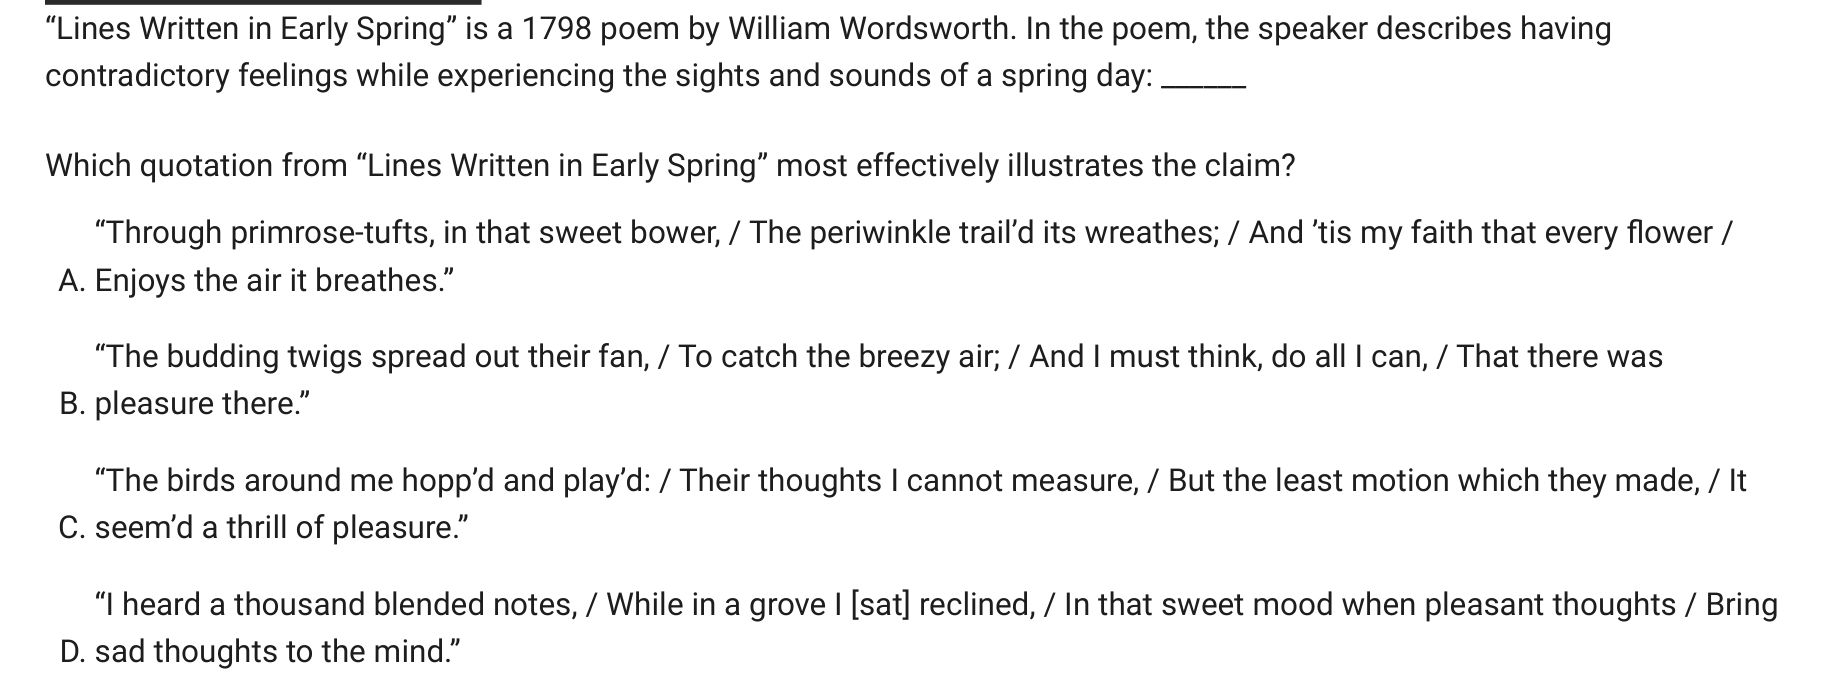 “Lines Written in Early Spring” is a 1798 poem by William Wordsworth. In the poem, the speaker describes having
contradictory feelings while experiencing the sights and sounds of a spring day: ______
Which quotation from “Lines Written in Early Spring” most effectively illustrates the claim?
“Through primrose-tufts, in that sweet bower, / The periwinkle trail’d its wreathes; / And ’tis my faith that every flower /
A. Enjoys the air it breathes.”
“The budding twigs spread out their fan, / To catch the breezy air; / And I must think, do all I can, / That there was
B. pleasure there.”
“The birds around me hopp’d and play’d: / Their thoughts I cannot measure, / But the least motion which they made, / It
C. seem’d a thrill of pleasure.”
“I heard a thousand blended notes, / While in a grove I [sat] reclined, / In that sweet mood when pleasant thoughts / Bring
D. sad thoughts to the mind.”